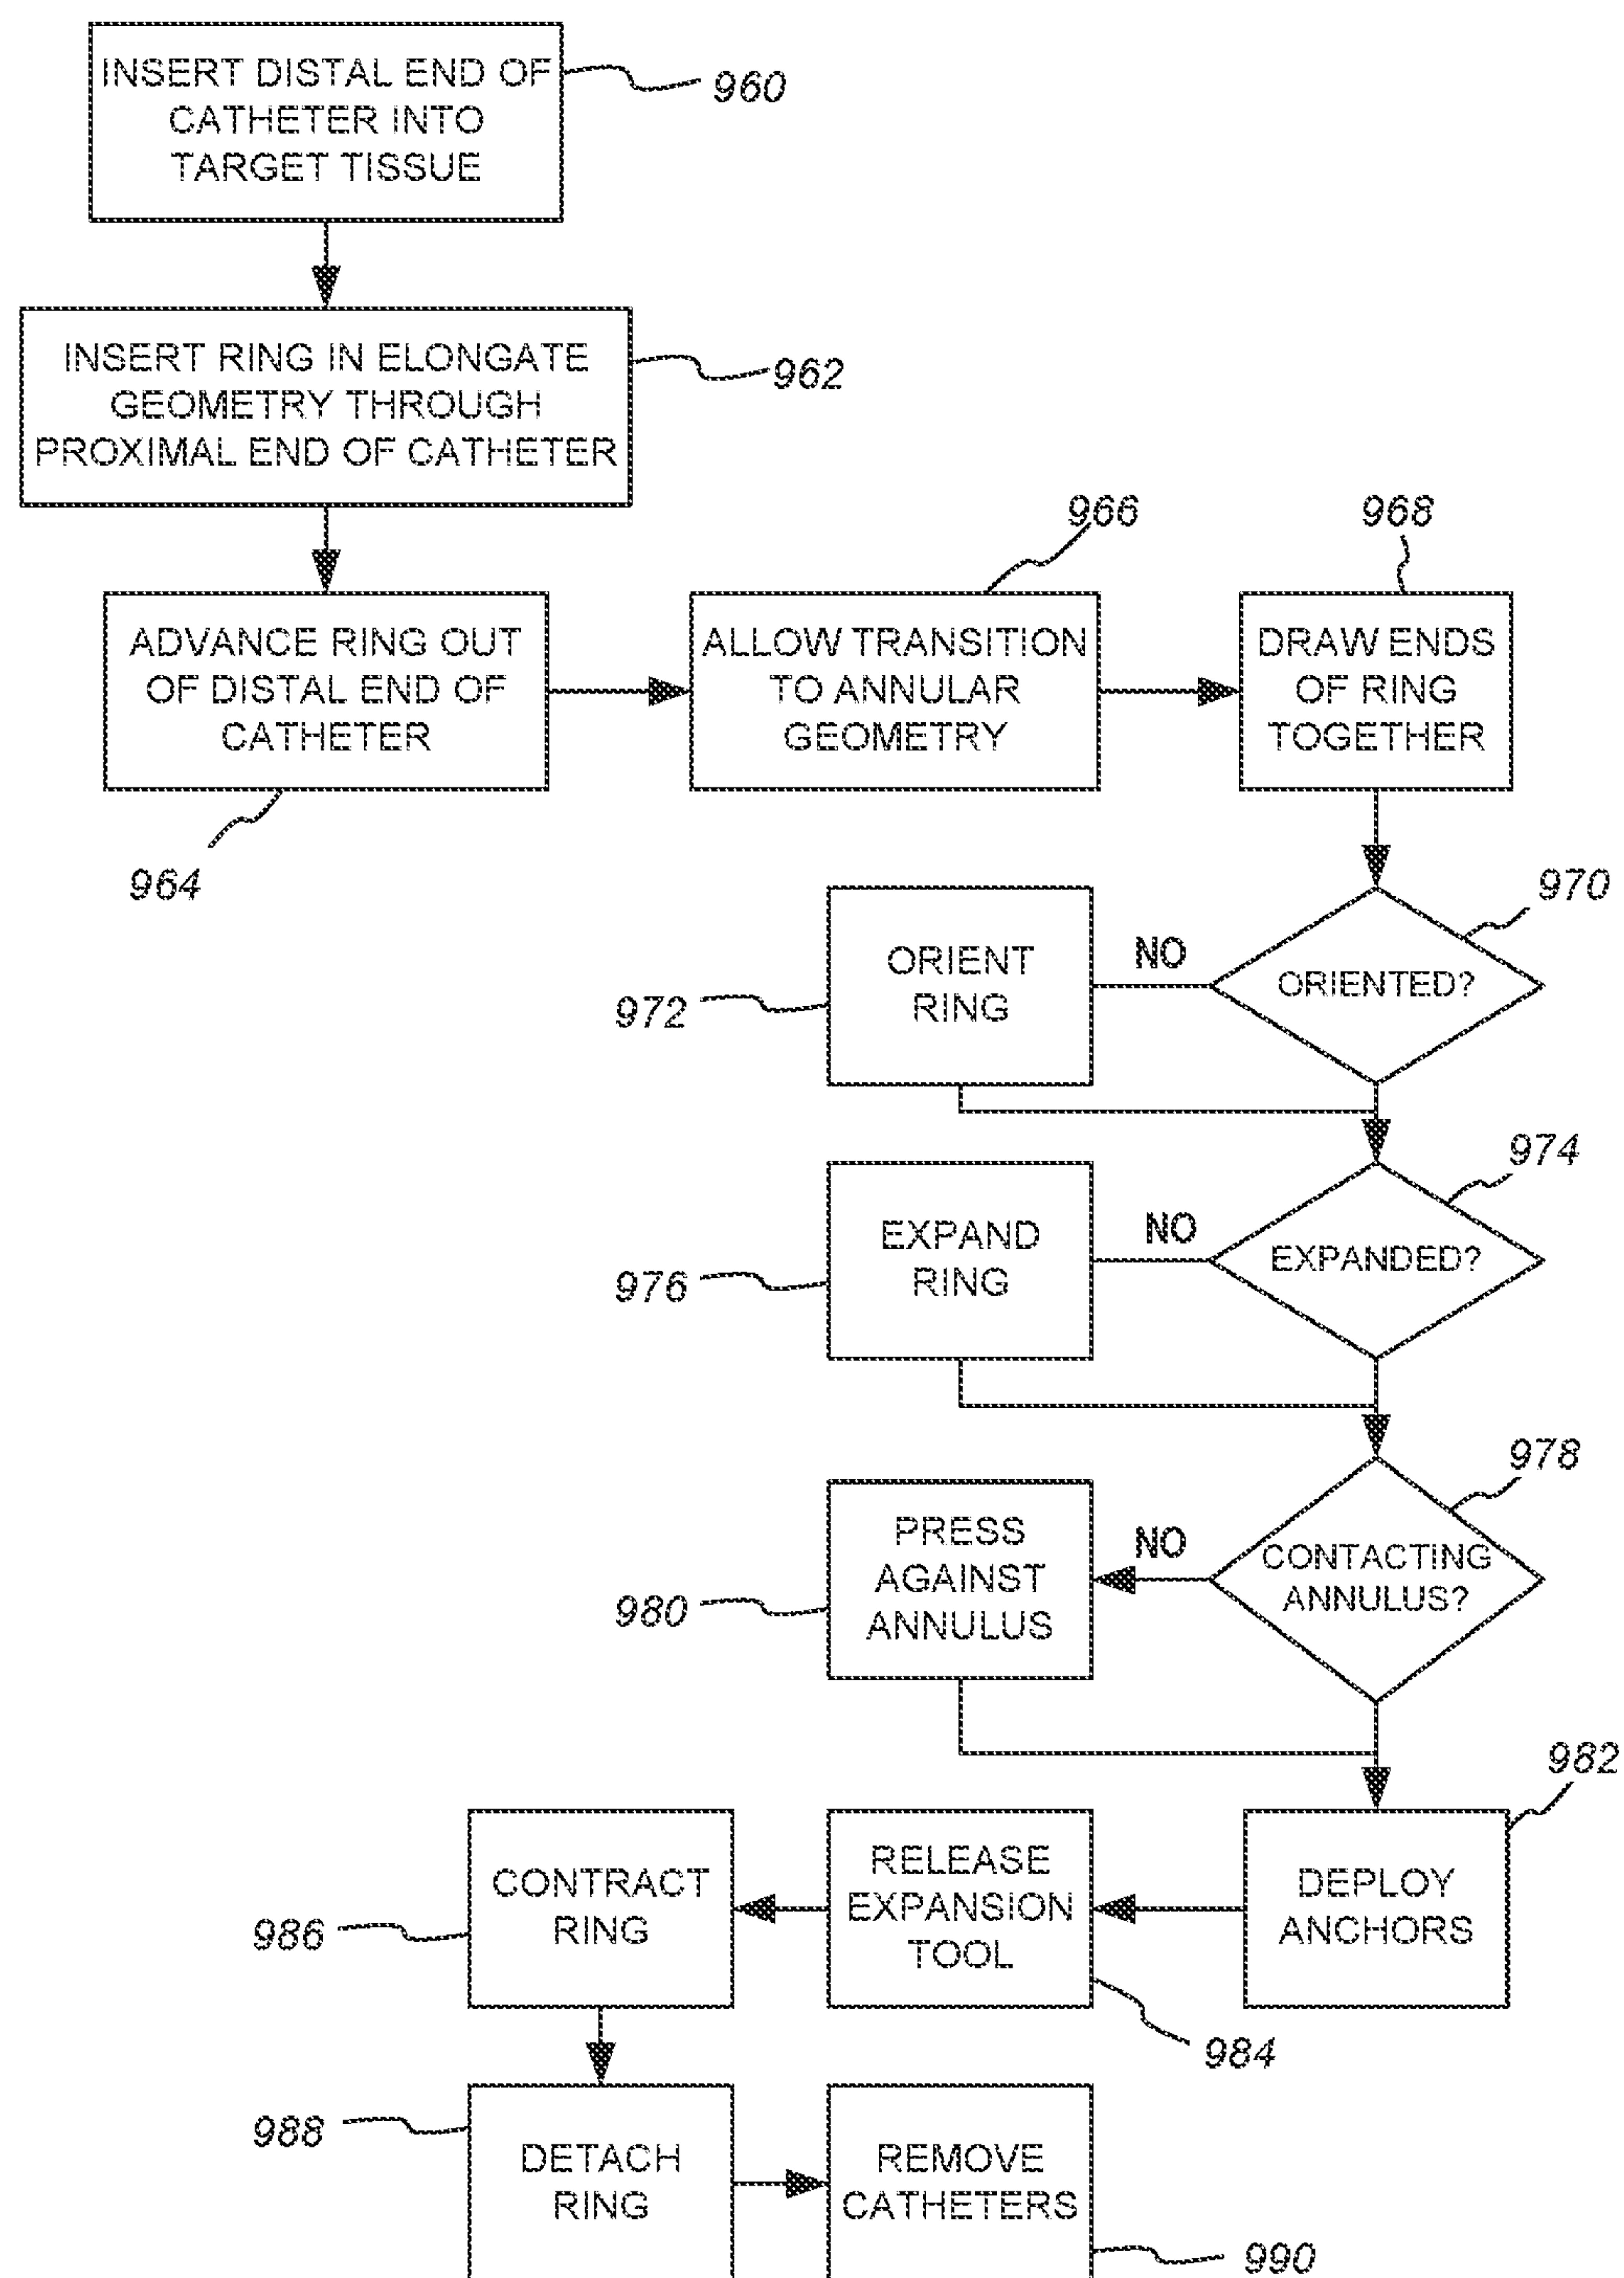 INSERT DISTAL END OF
CATHETER INTO
TARGET TISSUE
960
INSERT RING IN ELONGATE
GEOMETRY THROUGH
PROXIMAL END OF CATHETER
962
ADVANCE RING OUT
OF DISTAL END OF
CATHETER
964
966
ALLOW TRANSITION
TO ANNULAR
GEOMETRY
968
DRAW ENDS
OF RING
TOGETHER
970
ORIENTED?
NO
ORIENT
RING
972
974
EXPANDED?
NO
EXPAND
RING
976
978
CONTACTING
ANNULUS?
NO
PRESS
AGAINST
ANNULUS
980
982
DEPLOY
ANCHORS
RELEASE
EXPANSION
TOOL
984
CONTRACT
RING
986
DETACH
RING
988
REMOVE
CATHETERS
990